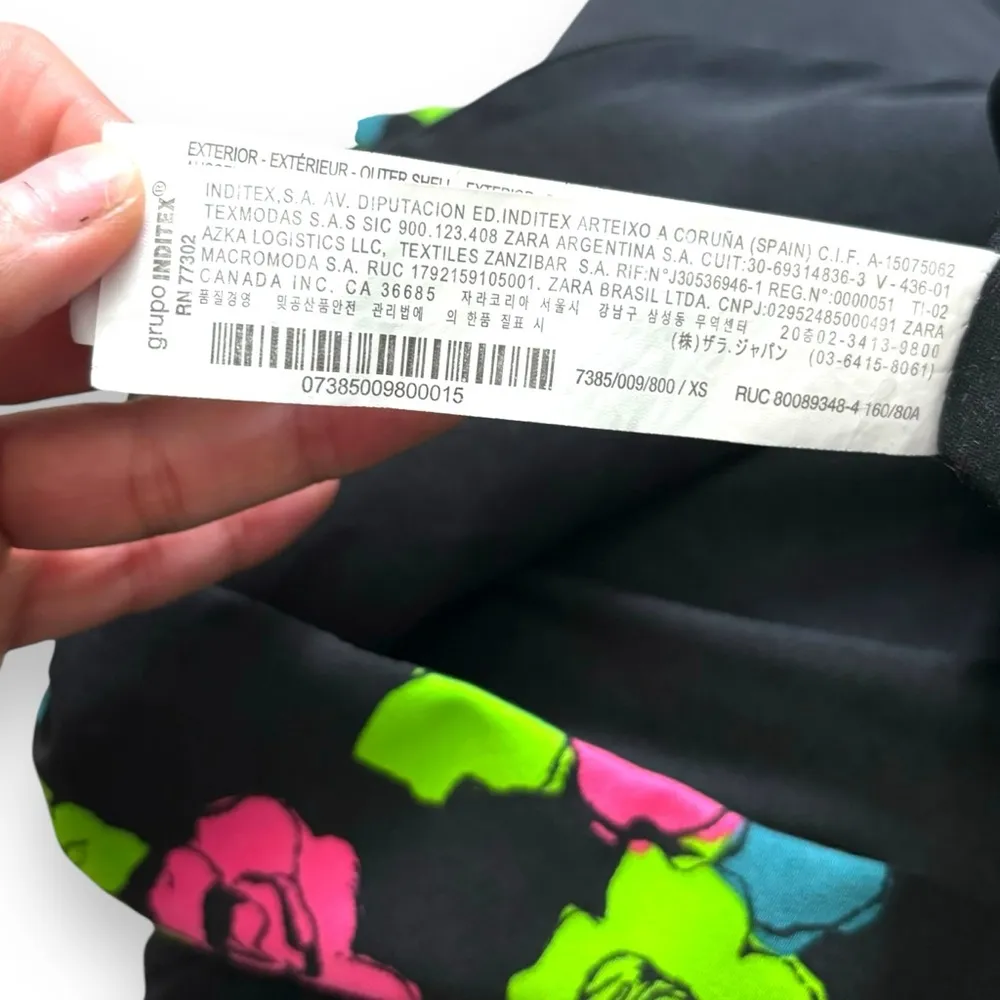 EXTERIOR - EXTÉRIEUR - OUTER SHELL EXTERIOR
grupo INDITEX®
RN 77302
INDITEX,S.A. AV. DIPUTACION ED.INDITEX ARTEIXO A CORUÑA (SPAIN) C.I.F. A-15075062
TEXMODAS S.A.S SIC 900.123.408 ZARA ARGENTINA S.A. CUIT:30-69314836-3 V - 436-01
AZKA LOGISTICS LLC, TEXTILES ZANZIBAR S.A. RIF:N°J30536946-1 REG.N°:0000051 T!-02
MACROMODA S.A. RUC 1792159105001. ZARA BRASIL LTDA. CNPJ:02952485000491 ZARA
CANADA INC. CA 36685 자라코리아 서울시 강남구 삼성동 무역센타 20층02-3413-9800
품질경영 및공산품안전 관리법에 의 한품 질표 시 (株)ザラ.ジャパン (03-6415-8061)
07385009800015
7385/009/800 / XS
RUC 80089348-4 160/80A